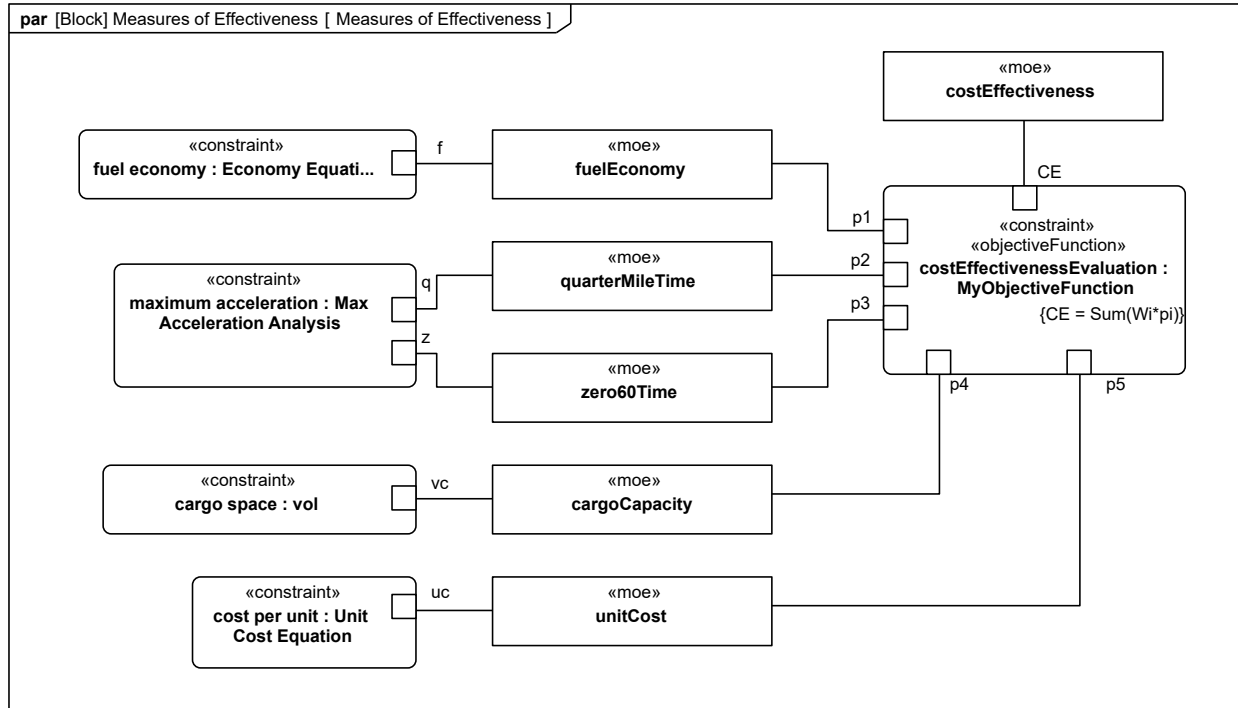 par [Block] Measures of Effectiveness [ Measures of Effectiveness ]
«moe»
costEffectiveness
CE
«constraint»
fuel economy : Economy Equati...
f
«moe»
fuelEconomy
p1
«constraint»
«objectiveFunction»
costEffectivenessEvaluation :
MyObjectiveFunction
{CE = Sum(Wi*pi)}
«constraint»
maximum acceleration : Max
Acceleration Analysis
q
«moe»
quarterMileTime
p2
z
«moe»
zero60Time
p3
«constraint»
cargo space : vol
vc
«moe»
cargoCapacity
p4
«constraint»
cost per unit : Unit
Cost Equation
uc
«moe»
unitCost
p5